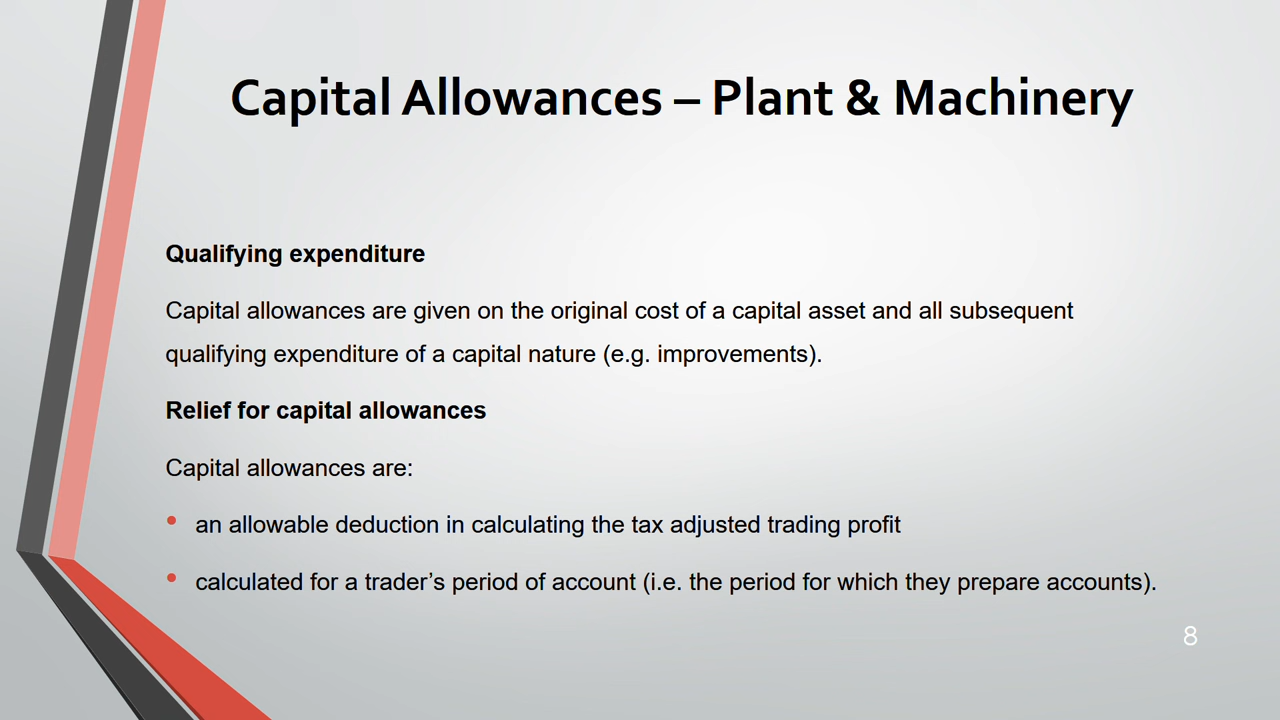 Capital Allowances – Plant & Machinery
Qualifying expenditure
Capital allowances are given on the original cost of a capital asset and all subsequent
qualifying expenditure of a capital nature (e.g. improvements).
Relief for capital allowances
Capital allowances are:
• an allowable deduction in calculating the tax adjusted trading profit
• calculated for a trader’s period of account (i.e. the period for which they prepare accounts).
8